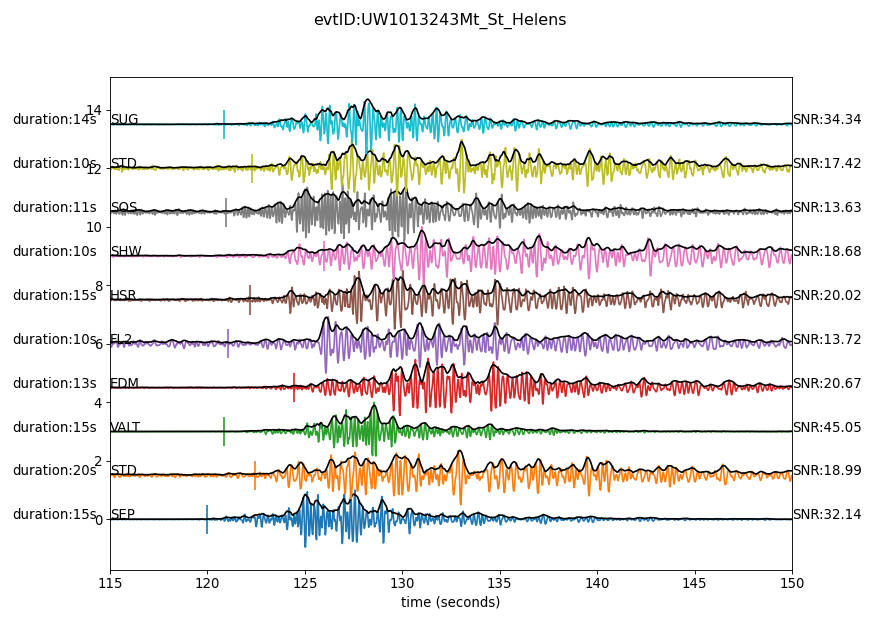 evtID:UW1013243Mt_St_Helens
14
duration:14s SUG SNR:34.34
duration:10s STD SNR:17.42
12
duration:11s SOS SNR:13.63
10
duration:10s SHW SNR:18.68
8
duration:15s HSR SNR:20.02
duration:10s FL2 SNR:13.72
6
duration:13s EDM SNR:20.67
4
duration:15s VALT SNR:45.05
2
duration:20s STD SNR:18.99
duration:15s SEP SNR:32.14
0
115 120 125 130 135 140 145 150
time (seconds)